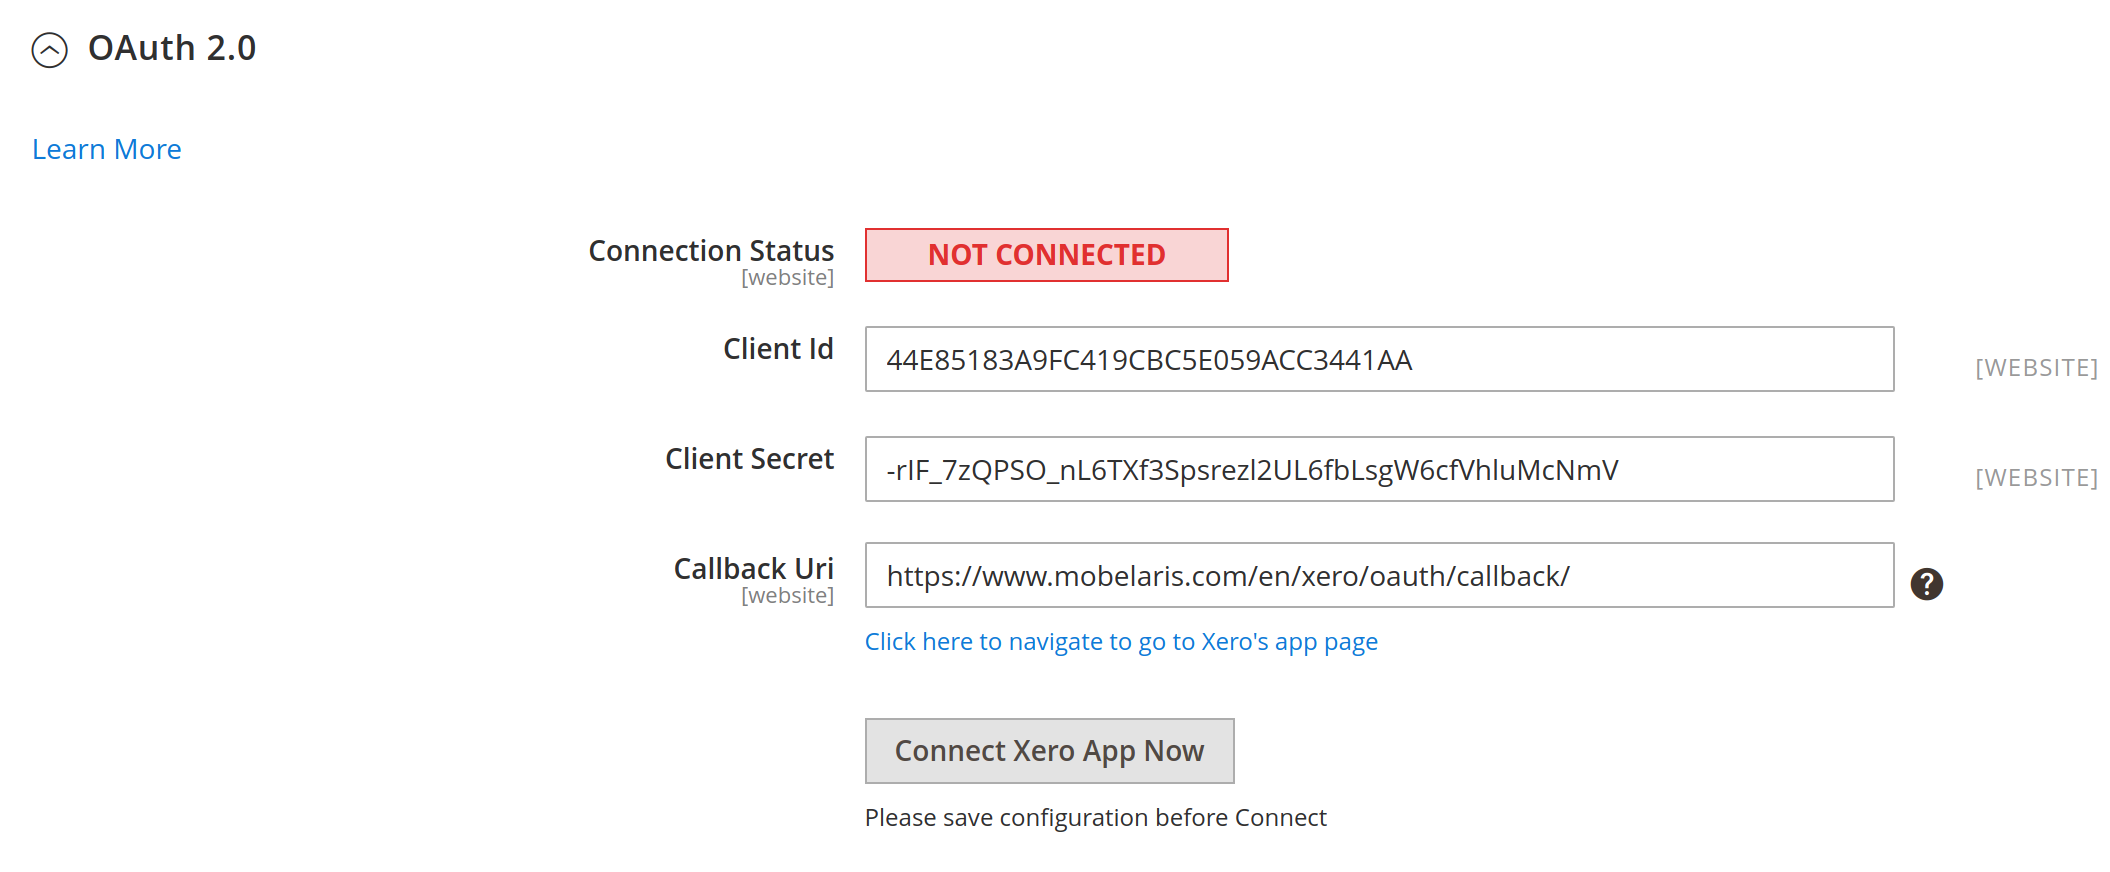 OAuth 2.0
Learn More
Connection Status
[website]
NOT CONNECTED
Client Id
44E85183A9FC419CBC5E059ACC3441AA
[WEBSITE]
Client Secret
-rIF_7zQPSO_nL6TXf3Spsrezl2UL6fbLsgW6cfVhluMcNmV
[WEBSITE]
Callback Uri
[website]
https://www.mobelaris.com/en/xero/oauth/callback/
Click here to navigate to go to Xero's app page
Connect Xero App Now
Please save configuration before Connect